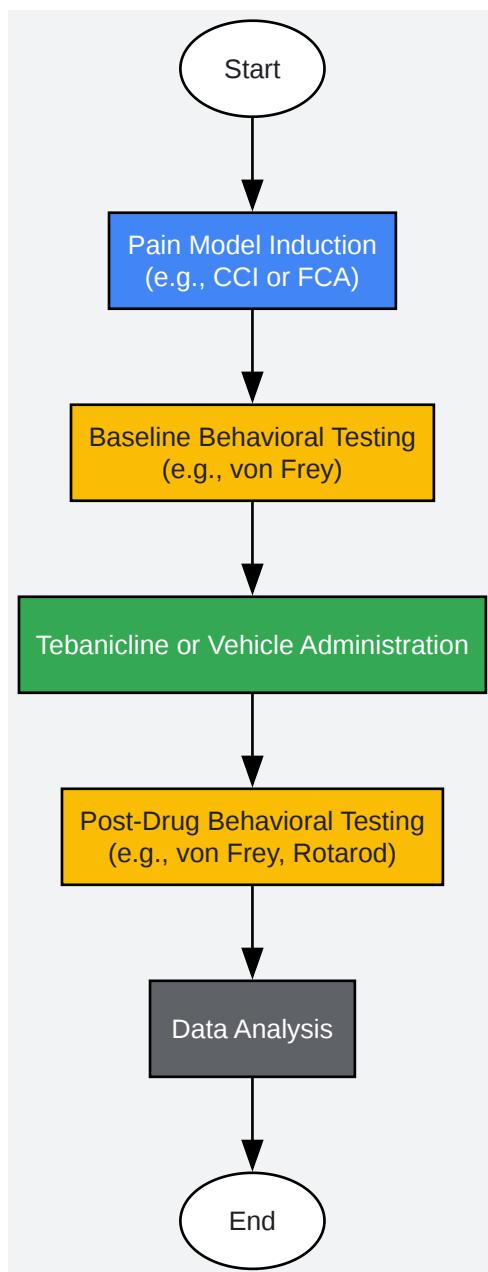 Start
Pain Model Induction
(e.g., CCI or FCA)
Baseline Behavioral Testing
(e.g., von Frey)
Tebanicline or Vehicle Administration
Post-Drug Behavioral Testing
(e.g., von Frey, Rotarod)
Data Analysis
End